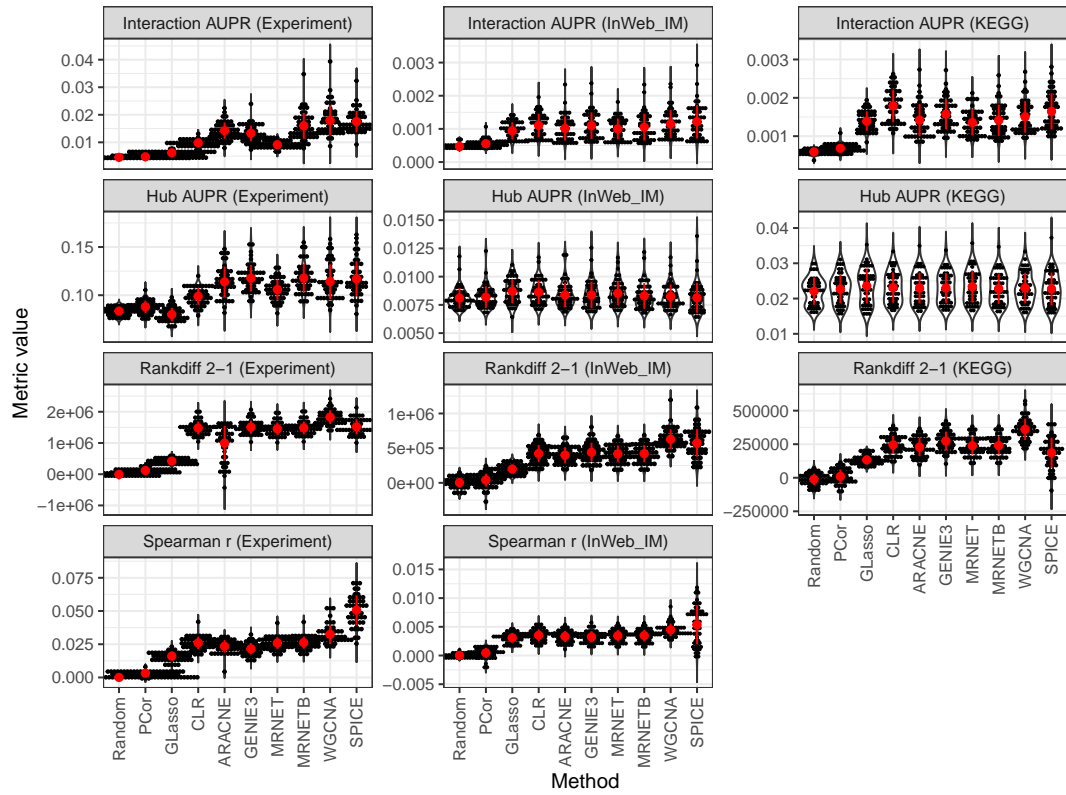 Interaction AUPR (Experiment)
Interaction AUPR (InWeb_IM)
Interaction AUPR (KEGG)
0.04
0.03
0.02
0.01
0.003
0.002
0.001
0.000
0.003
0.002
0.001
Hub AUPR (Experiment)
Hub AUPR (InWeb_IM)
Hub AUPR (KEGG)
0.15
0.10
0.0150
0.0125
0.0100
0.0075
0.0050
0.04
0.03
0.02
0.01
Rankdiff 2−1 (Experiment)
Rankdiff 2−1 (InWeb_IM)
Rankdiff 2−1 (KEGG)
2e+06
1e+06
0e+00
−1e+06
1e+06
5e+05
0e+00
500000
250000
0
−250000
Spearman r (Experiment)
Spearman r (InWeb_IM)
0.075
0.050
0.025
0.000
0.015
0.010
0.005
0.000
−0.005
Random
PCor
GLasso
CLR
ARACNE
GENIE3
MRNET
MRNETB
WGCNA
SPICE
Random
PCor
GLasso
CLR
ARACNE
GENIE3
MRNET
MRNETB
WGCNA
SPICE
Random
PCor
GLasso
CLR
ARACNE
GENIE3
MRNET
MRNETB
WGCNA
SPICE
Metric value
Method